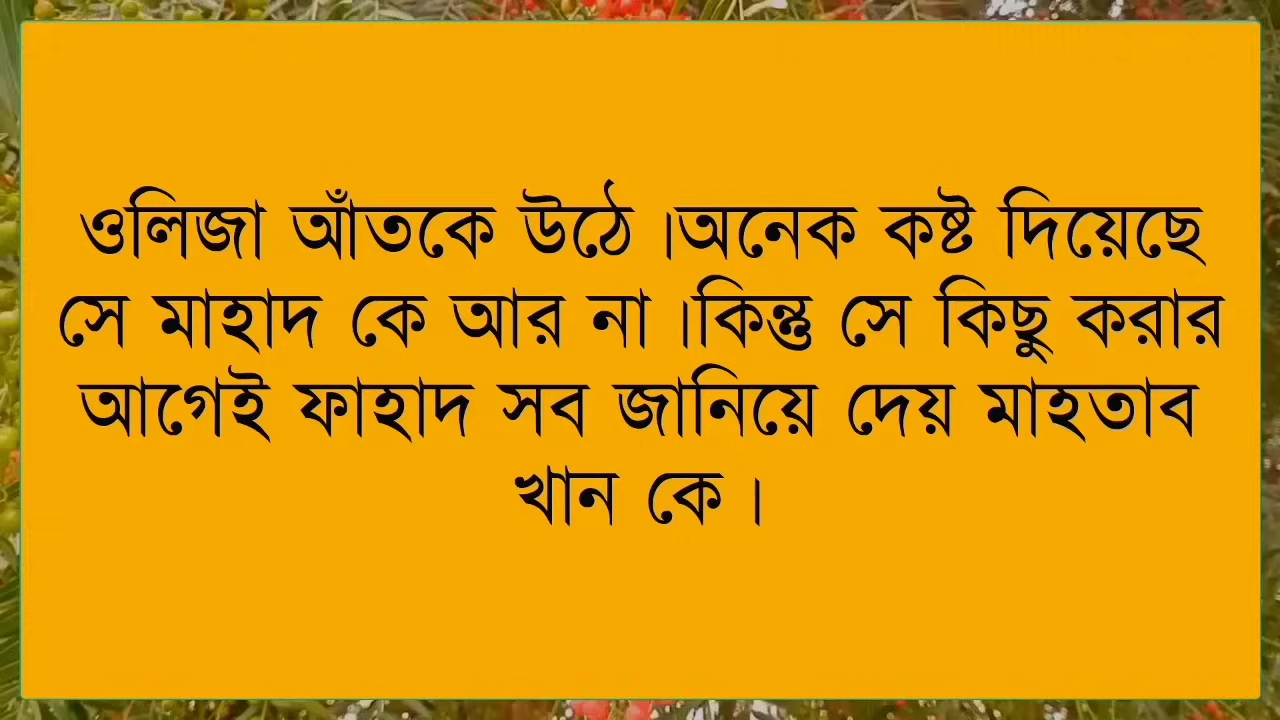 ওলিজা আঁতকে উঠে ।অনেক কষ্ট দিয়েছে
সে মাহাদ কে আর না ।কিন্তু সে কিছু করার
আগেই ফাহাদ সব জানিয়ে দেয় মাহতাব
খান কে ।